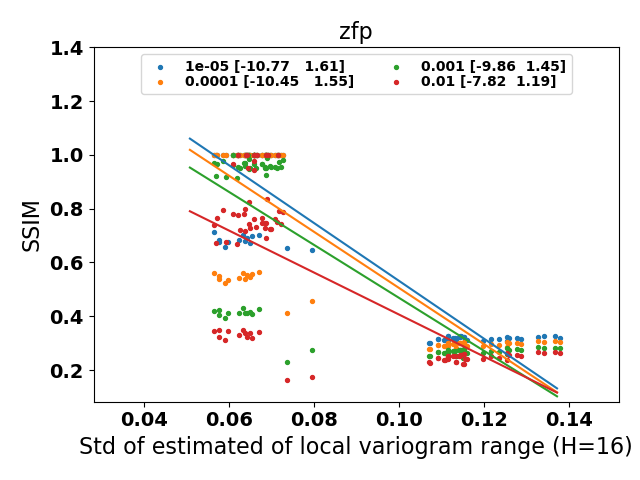 zfp
1e-05 [-10.77 1.61]
0.0001 [-10.45 1.55]
0.001 [-9.86 1.45]
0.01 [-7.82 1.19]
1.4
1.2
1.0
0.8
0.6
0.4
0.2
SSIM
0.04 0.06 0.08 0.10 0.12 0.14
Std of estimated of local variogram range (H=16)